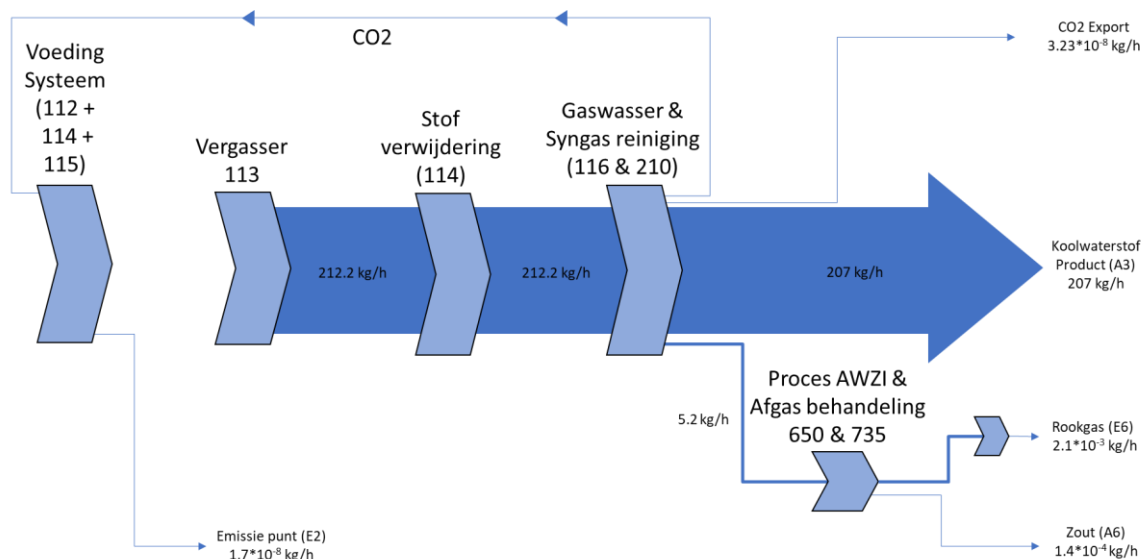 CO2
CO2 Export
3.23*10⁻⁸ kg/h
Voeding
Systeem
(112 +
114 +
115)
Vergasser
113
Stof
verwijdering
(114)
Gaswasser &
Syngas reiniging
(116 & 210)
212.2 kg/h
212.2 kg/h
207 kg/h
Koolwaterstof
Product (A3)
207 kg/h
5.2 kg/h
Proces AWZI &
Afgas behandeling
650 & 735
Rookgas (E6)
2.1*10⁻³ kg/h
Emissie punt (E2)
1.7*10⁻⁸ kg/h
Zout (A6)
1.4*10⁻⁴ kg/h